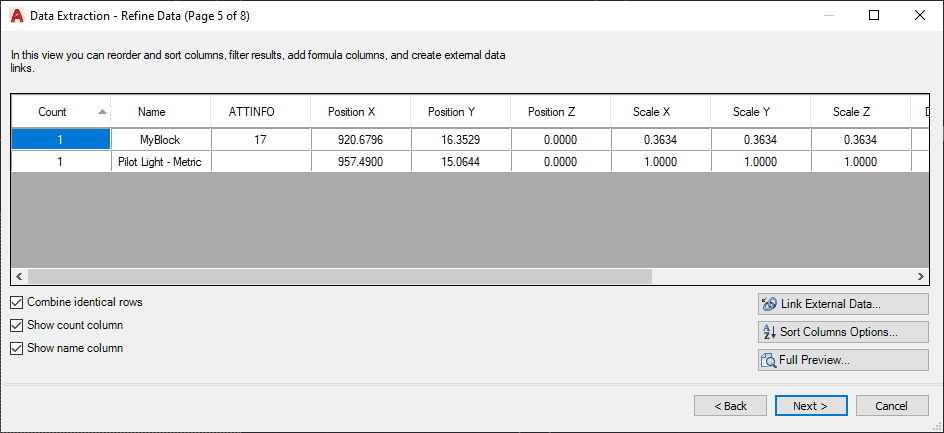 Data Extraction - Refine Data (Page 5 of 8)
In this view you can reorder and sort columns, filter results, add formula columns, and create external data
links.
Count Name ATTINFO Position X Position Y Position Z Scale X Scale Y Scale Z
1 MyBlock 17 920.6796 16.3529 0.0000 0.3634 0.3634 0.3634
1 Pilot Light - Metric 957.4900 15.0644 0.0000 1.0000 1.0000 1.0000
Combine identical rows
Show count column
Show name column
Link External Data...
Sort Columns Options...
Full Preview...
< Back Next > Cancel